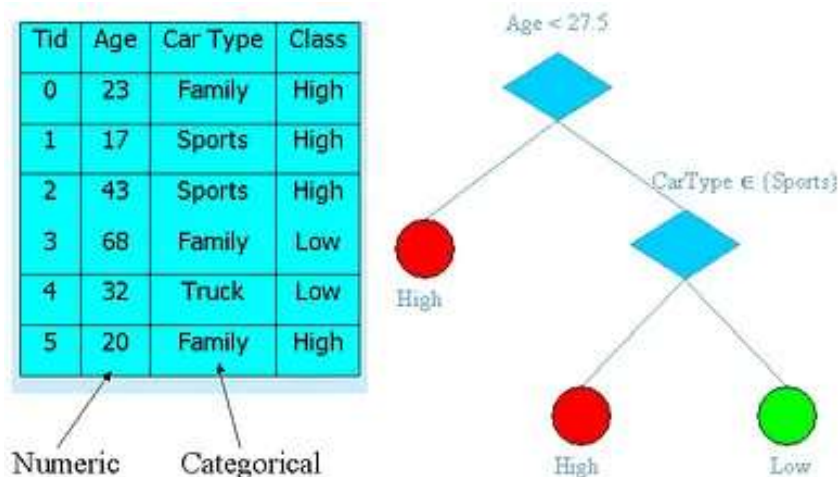 Tid Age Car Type Class
0 23 Family High
1 17 Sports High
2 43 Sports High
3 68 Family Low
4 32 Truck Low
5 20 Family High
Numeric Categorical
Age < 27.5
CarType ∈ {Sports}
High
High Low